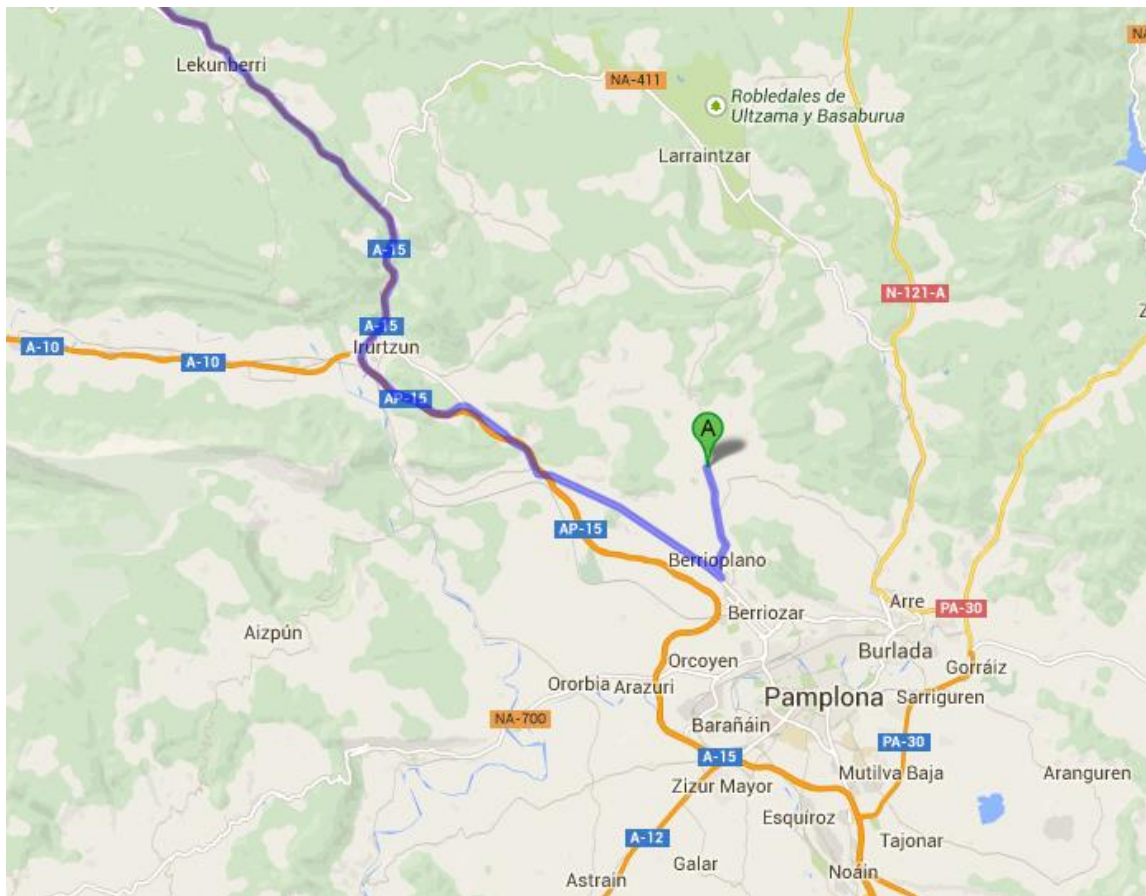 NA
Lekunberri
NA-411
Robledales de
Ultzama y Basaburua
Larraintzar
A-15
N-121-A
A-15
Irurtzun
A-10
A-10
AP-15
A
AP-15
Berrioplano
Arre
PA-30
Berriozar
Aizpún
Burlada
Orcoyen
Gorráiz
Ororbia
Arazuri
Pamplona
Sarriguren
NA-700
Barañáin
PA-30
A-15
Mutilva Baja
Aranguren
Zizur Mayor
Esquiroz
A-12
Tajonar
Galar
Noáin
Astrain